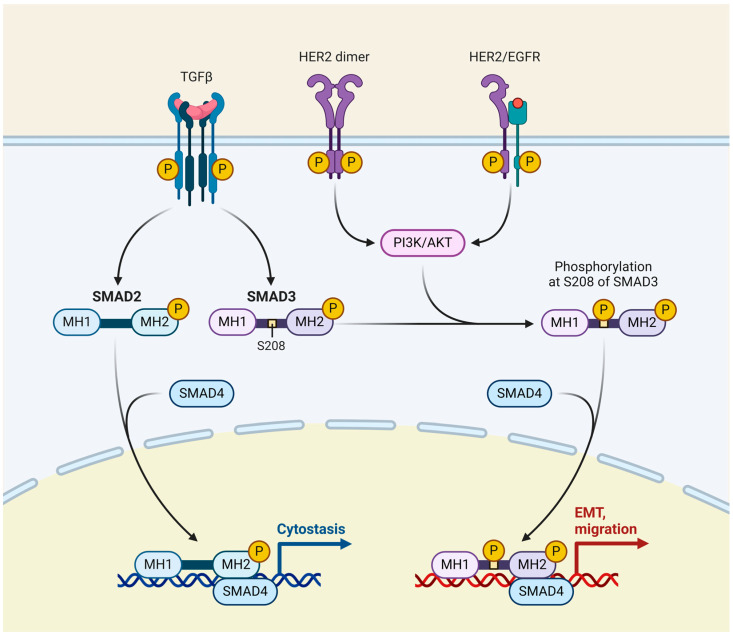 HER2 dimer
HER2/EGFR
TGFβ
P
P
P
P
P
P
PI3K/AKT
Phosphorylation
at S208 of SMAD3
SMAD2
SMAD3
P
P
P
P
MH1
MH2
MH1
MH2
MH1
MH2
S208
SMAD4
SMAD4
Cytostasis
EMT,
migration
P
P
P
MH1
MH2
MH1
MH2
SMAD4
SMAD4